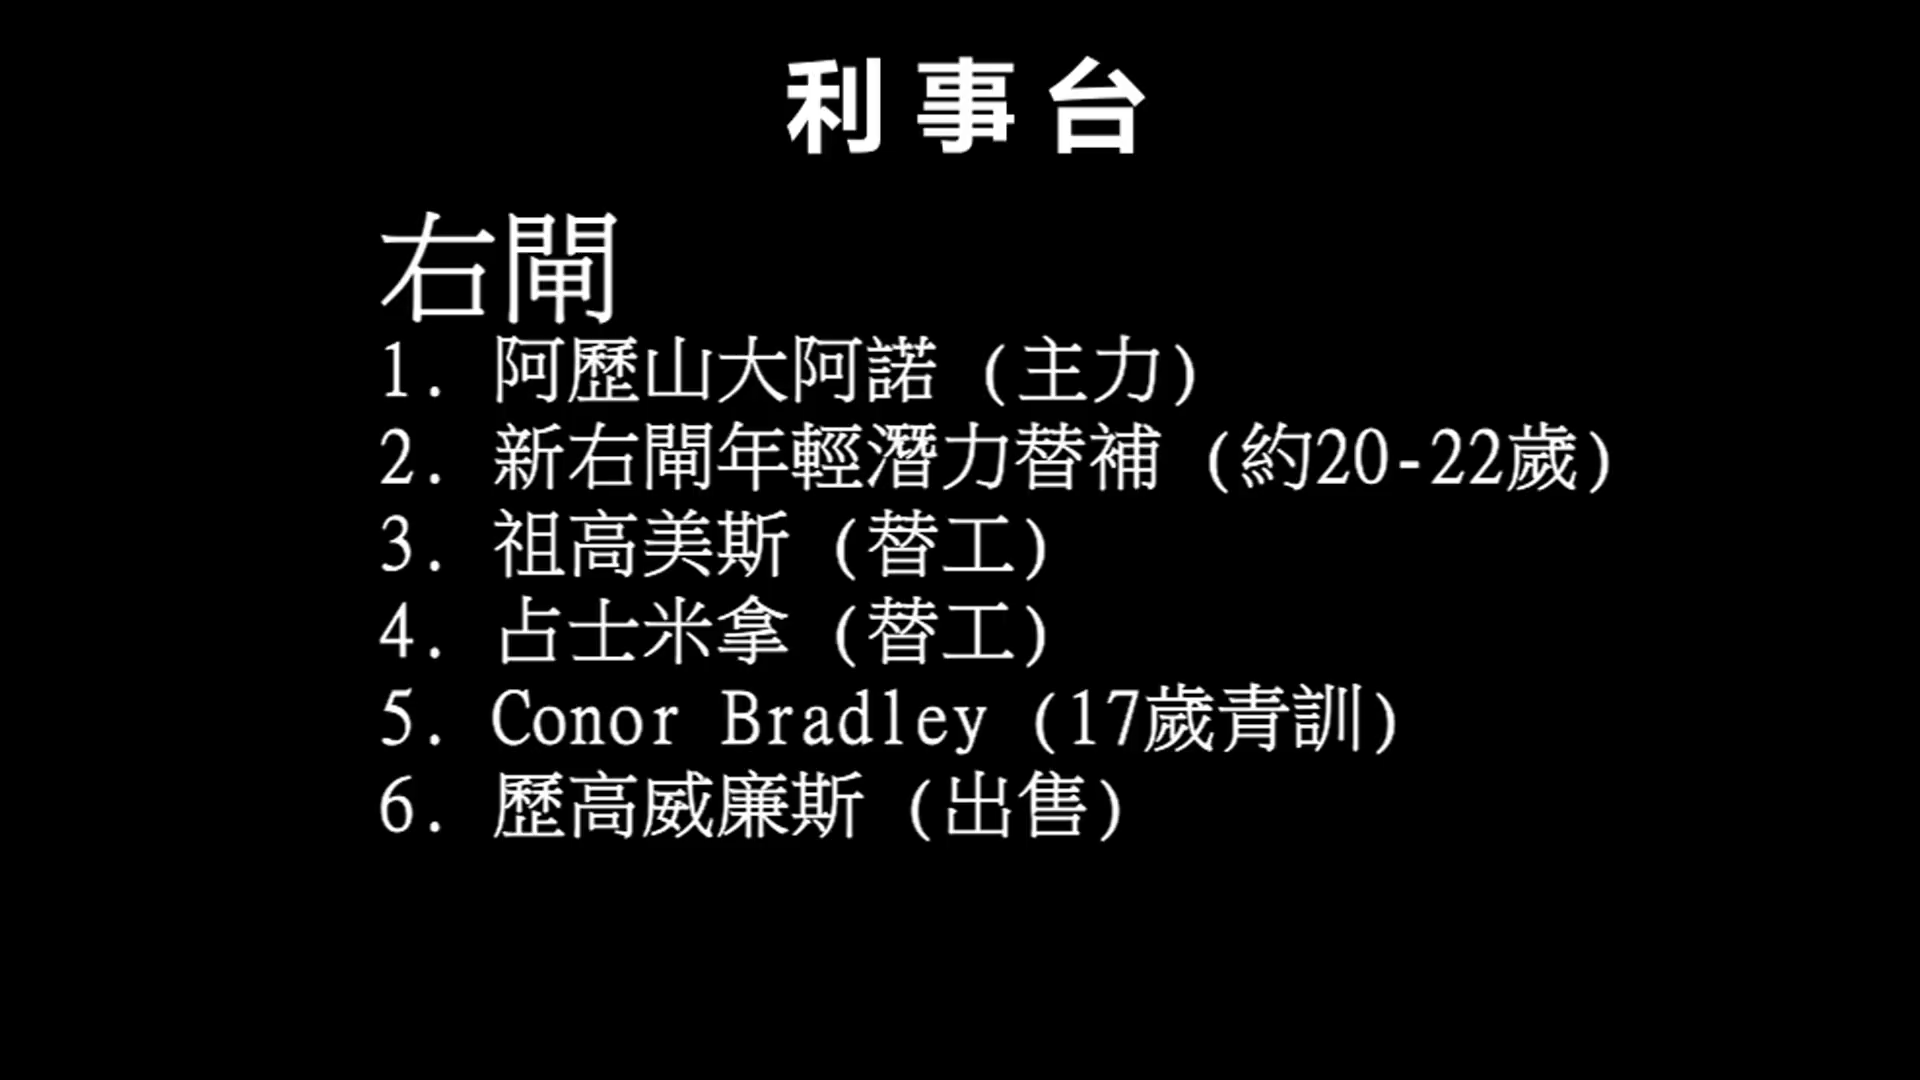 利事台
右閘
1. 阿歷山大阿諾 (主力)
2. 新右閘年輕潛力替補 (約20-22歲)
3. 祖高美斯 (替工)
4. 占士米拿 (替工)
5. Conor Bradley (17歲青訓)
6. 歷高威廉斯 (出售)